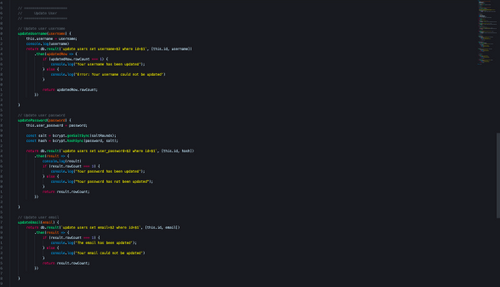 // ====================
//      Update user
// ====================
// Update user username
updateUsername(username) {
this.username = username;
console.log(username)
return db.result(`update users set username=$2 where id=$1`, [this.id, username])
.then(updatedRow => {
if (updatedRow.rowCount === 1) {
console.log("Your username has been updated");
} else {
console.log("Error: Your username could not be updated")
}
return updatedRow.rowCount;
})
}
// Update user password
updatePassword(password) {
this.user_password = password;
const salt = bcrypt.genSaltSync(saltRounds);
const hash = bcrypt.hashSync(password, salt);
return db.result(`update users set user_password=$2 where id=$1`, [this.id, hash])
.then(result => {
console.log(result)
if (result.rowCount === 1) {
console.log("Your password has been updated");
} else {
console.log("Your password has not been updated");
}
return result.rowCount;
})
}
// Update user email
updateEmail(email) {
return db.result(`update users set email=$2 where id=$1`, [this.id, email])
.then(result => {
if (result.rowCount === 1) {
console.log("The email has been updated");
} else {
console.log("Your email could not be updated")
}
return result.rowCount;
})
}